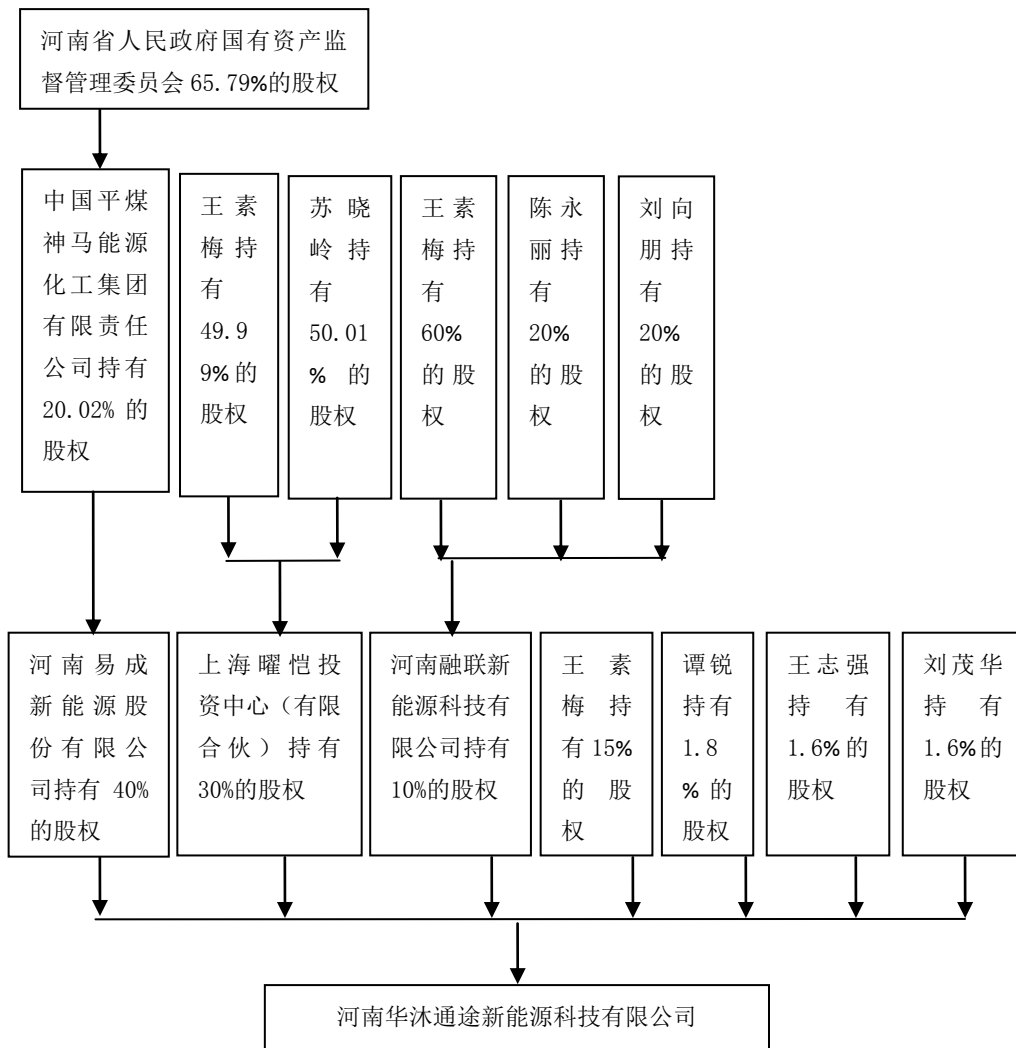 河南省人民政府国有资产监
督管理委员会 65.79%的股权
中国平煤
神马能源
化工集团
有限责任
公司持有
20.02% 的
股权
王素
梅持
有
49.9
9%的
股权
苏晓
岭持
有
50.01
% 的
股权
王素
梅持
有
60%
的股
权
陈永
丽持
有
20%
的股
权
刘向
朋持
有
20%
的股
权
河南易成
新能源股
份有限公
司持有 40%
的股权
上海曜恺投
资中心（有限
合伙）持有
30%的股权
河南融联新
能源科技有
限公司持有
10%的股权
王素
梅持
有 15%
的股
权
谭锐
持有
1.8
% 的
股权
王志强
持有
1.6%的
股权
刘茂华
持有
1.6%的
股权
河南华沐通途新能源科技有限公司